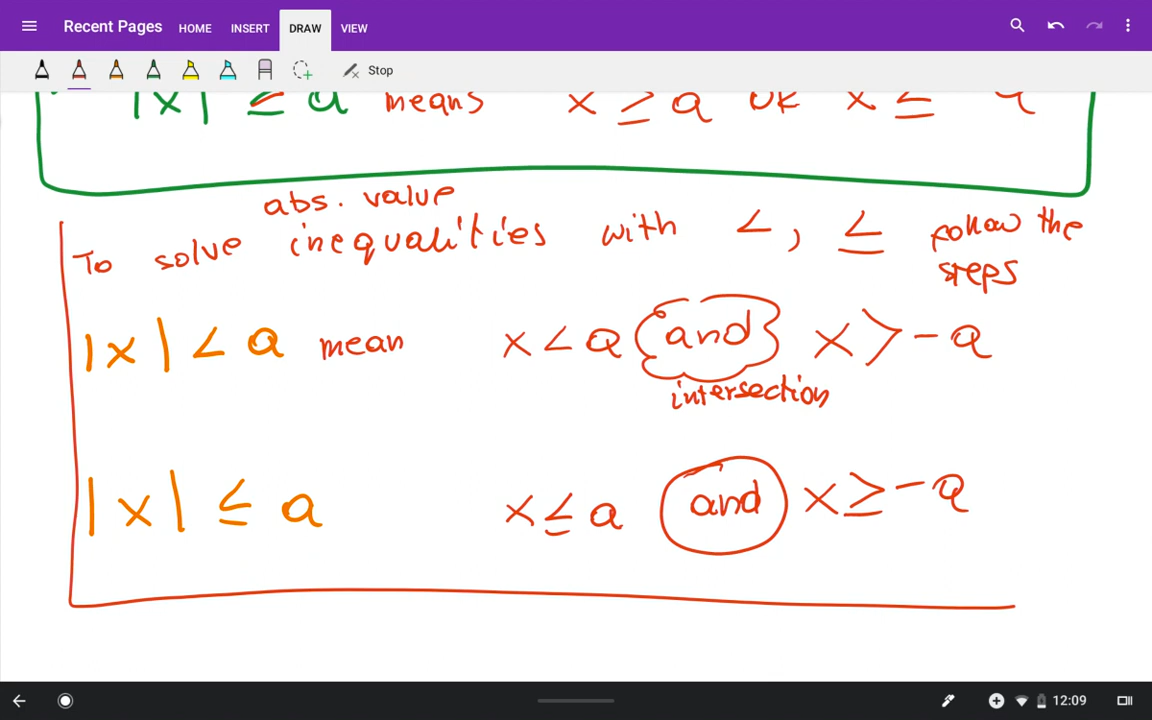 Recent Pages HOME INSERT DRAW VIEW
Stop
|x| ≥ a means x ≥ a or x ≤ -a
abs. value
To solve inequalities with <, ≤ follow the
steps
|x| < a mean x < a and x > -a
intersection
|x| ≤ a x ≤ a and x ≥ -a
12:09